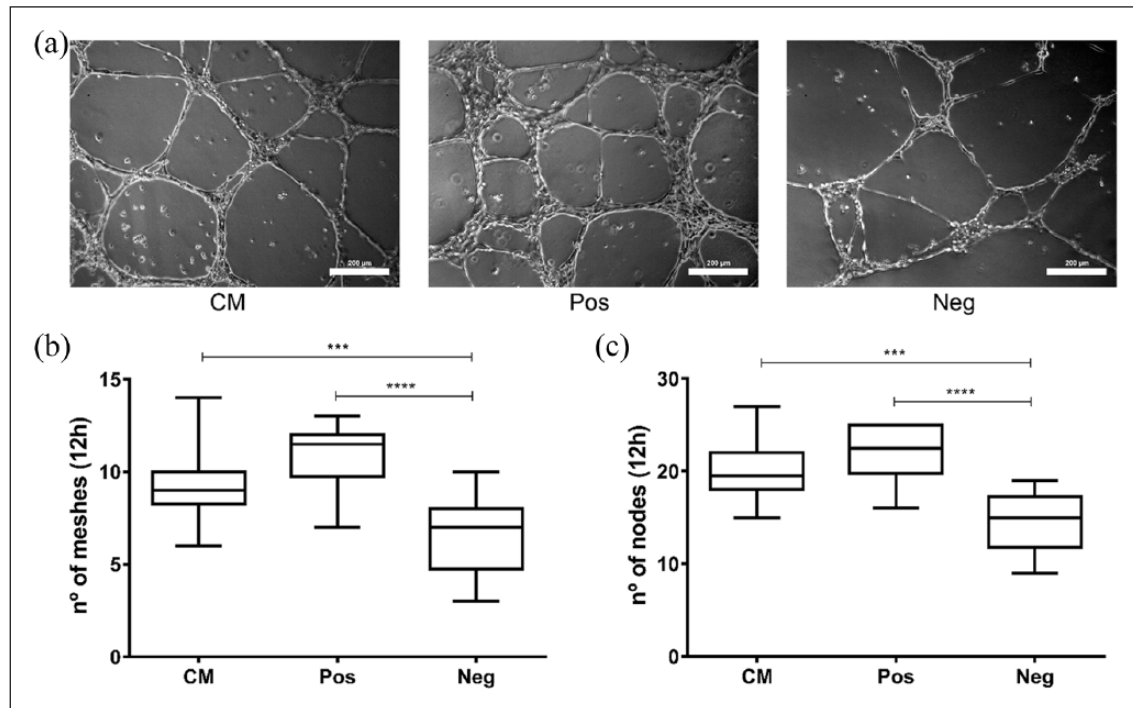 (a)
200 µm
200 µm
200 µm
CM
Pos
Neg
(b)
***
****
15
10
5
0
nº of meshes (12h)
CM
Pos
Neg
(c)
***
****
30
20
10
0
nº of nodes (12h)
CM
Pos
Neg